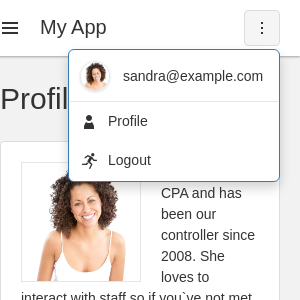 My App
sandra@example.com
Profil
Profile
Logout
CPA and has
been our
controller since
2008. She
loves to
interact with staff so if you`ve not met